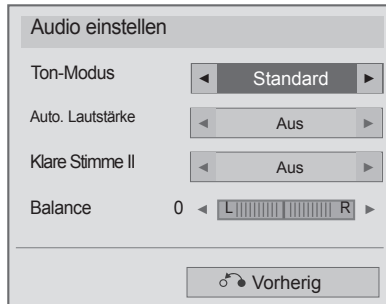 Audio einstellen
Ton-Modus ◄ Standard ►
Auto. Lautstärke ◄ Aus ►
Klare Stimme II ◄ Aus ►
Balance 0 ◄ L R ►
Vorherig